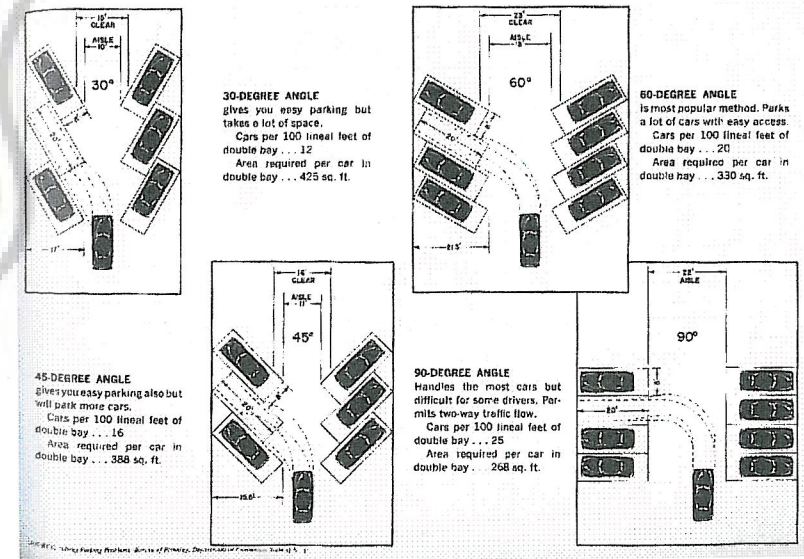 15'
CLEAR
AISLE
10'
30°
8'
20'
17'
30-DEGREE ANGLE
gives you easy parking but
takes a lot of space.
Cars per 100 lineal feet of
double bay . . . 12
Area required per car in
double bay . . . 425 sq. ft.
23'
CLEAR
AISLE
18'
60°
20'
21.5'
60-DEGREE ANGLE
is most popular method. Parks
a lot of cars with easy access.
Cars per 100 lineal feet of
double bay . . . 20
Area required per car in
double bay . . . 330 sq. ft.
45-DEGREE ANGLE
gives you easy parking also but
will park more cars.
Cars per 100 lineal feet of
double bay . . . 16
Area required per car in
double bay . . . 388 sq. ft.
CLEAR
AISLE
11'
45°
20'
90-DEGREE ANGLE
Handles the most cars but
difficult for some drivers. Per-
mits two-way traffic flow.
Cars per 100 lineal feet of
double bay . . . 25
Area required per car in
double bay . . . 268 sq. ft.
22'
AISLE
90°
20'
Parking Problems